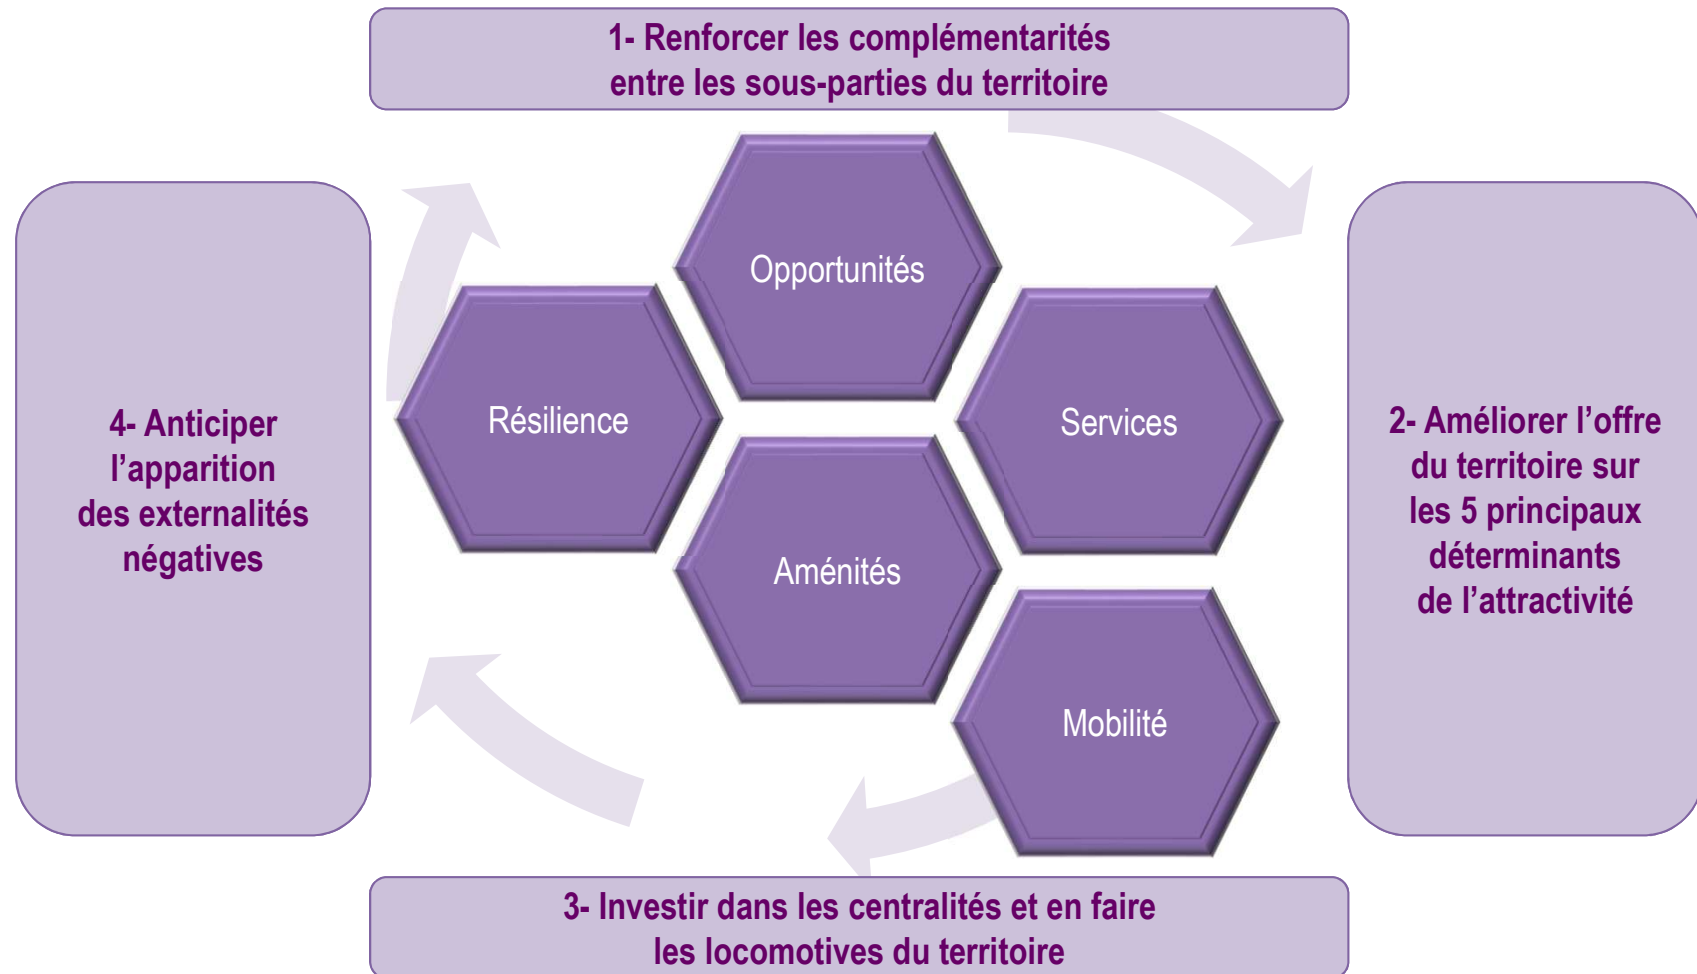 1- Renforcer les complémentarités
entre les sous-parties du territoire
Opportunités
Résilience
Services
Aménités
Mobilité
4- Anticiper
l’apparition
des externalités
négatives
2- Améliorer l’offre
du territoire sur
les 5 principaux
déterminants
de l’attractivité
3- Investir dans les centralités et en faire
les locomotives du territoire